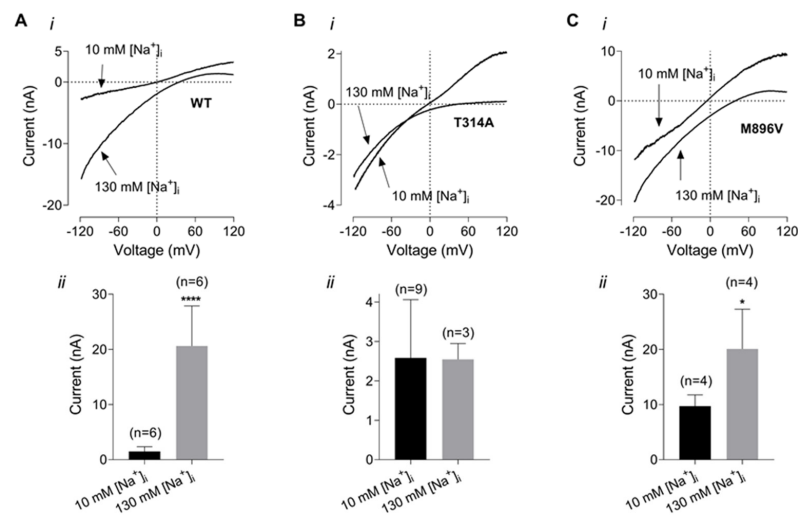 A i
B i
C i
5
0
-10
-20
Current (nA)
10 mM [Na⁺]ᵢ
WT
130 mM [Na⁺]ᵢ
-120 -60 0 60 120
Voltage (mV)
2
0
-2
-4
Current (nA)
130 mM [Na⁺]ᵢ
T314A
10 mM [Na⁺]ᵢ
-120 -60 0 60 120
Voltage (mV)
10
0
-10
-20
Current (nA)
10 mM [Na⁺]ᵢ
M896V
130 mM [Na⁺]ᵢ
-120 -60 0 60 120
Voltage (mV)
ii
30
20
10
0
Current (nA)
(n=6)
****
(n=6)
10 mM [Na⁺]ᵢ
130 mM [Na⁺]ᵢ
ii
4
3
2
1
0
Current (nA)
(n=9)
(n=3)
10 mM [Na⁺]ᵢ
130 mM [Na⁺]ᵢ
ii
30
20
10
0
Current (nA)
(n=4)
*
(n=4)
10 mM [Na⁺]ᵢ
130 mM [Na⁺]ᵢ